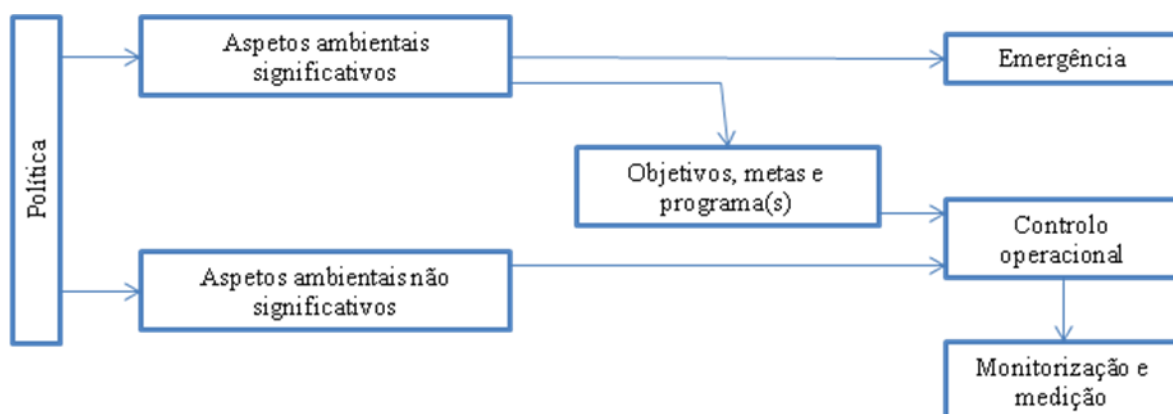 Política
Aspetos ambientais
significativos
Emergência
Objetivos, metas e
programa(s)
Controlo
operacional
Aspetos ambientais não
significativos
Monitorização e
medição